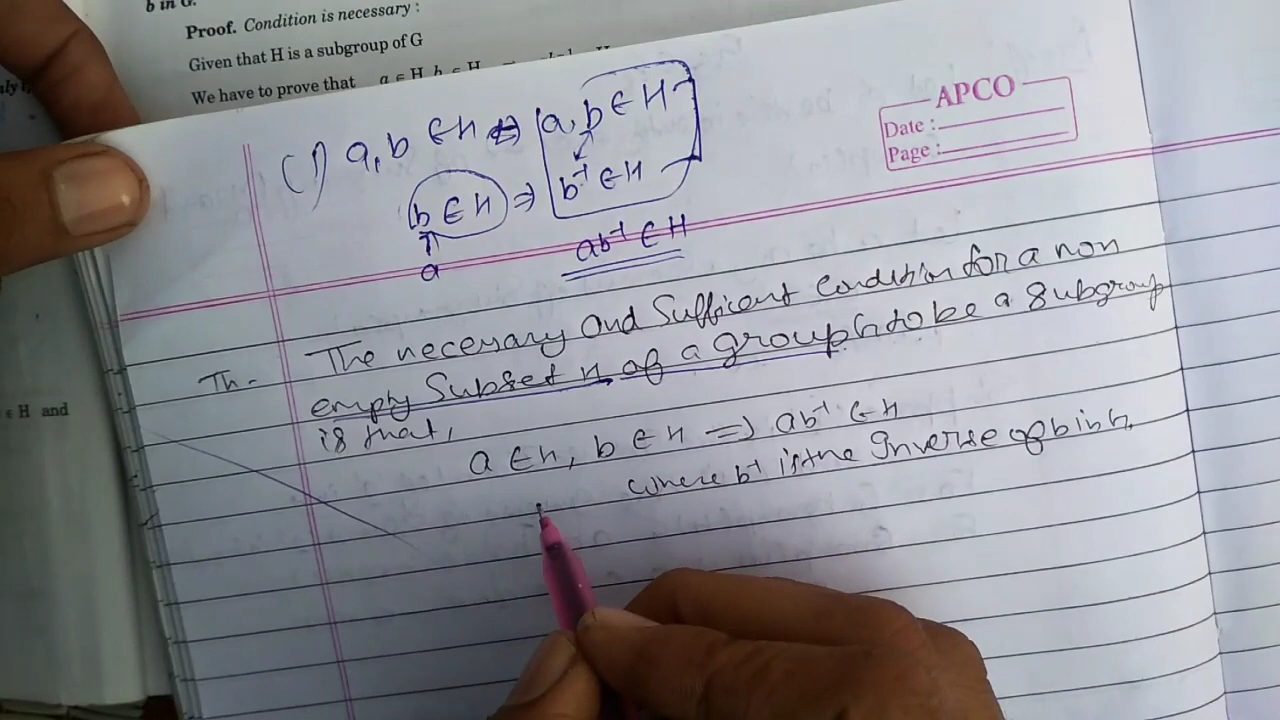 b in G.
Proof. Condition is necessary :
Given that H is a subgroup of G
We have to prove that a ∈ H, b ∈ H
∈ H and
APCO
Date :
Page :
(1) a, b ∈ H ⇔ a, b ∈ H
b ∈ H ⇒ b⁻¹ ∈ H
a
ab⁻¹ ∈ H
Th- The necessary and Sufficient condition for a non
empty Subset H of a group G to be a subgroup
is that,
a ∈ H, b ∈ H ⇒ ab⁻¹ ∈ H
where b⁻¹ is the Inverse of b in h.